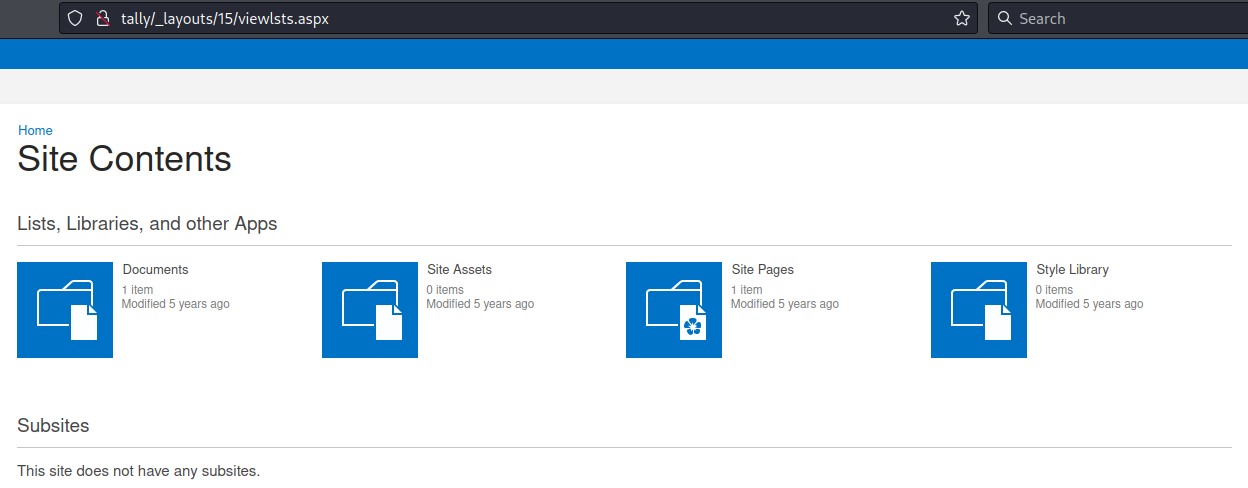 tally/_layouts/15/viewlsts.aspx
Search
Home
Site Contents
Lists, Libraries, and other Apps
Documents
1 item
Modified 5 years ago
Site Assets
0 items
Modified 5 years ago
Site Pages
1 item
Modified 5 years ago
Style Library
0 items
Modified 5 years ago
Subsites
This site does not have any subsites.